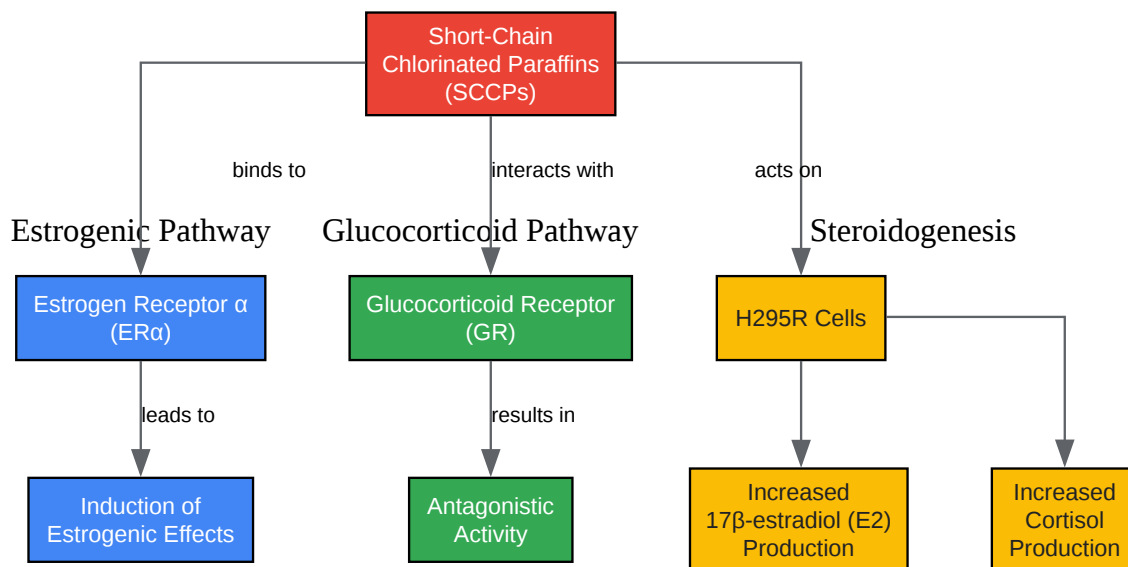 Short-Chain
Chlorinated Paraffins
(SCCPs)
binds to
interacts with
acts on
Estrogenic Pathway
Glucocorticoid Pathway
Steroidogenesis
Estrogen Receptor α
(ERα)
Glucocorticoid Receptor
(GR)
H295R Cells
leads to
results in
Induction of
Estrogenic Effects
Antagonistic
Activity
Increased
17β-estradiol (E2)
Production
Increased
Cortisol
Production